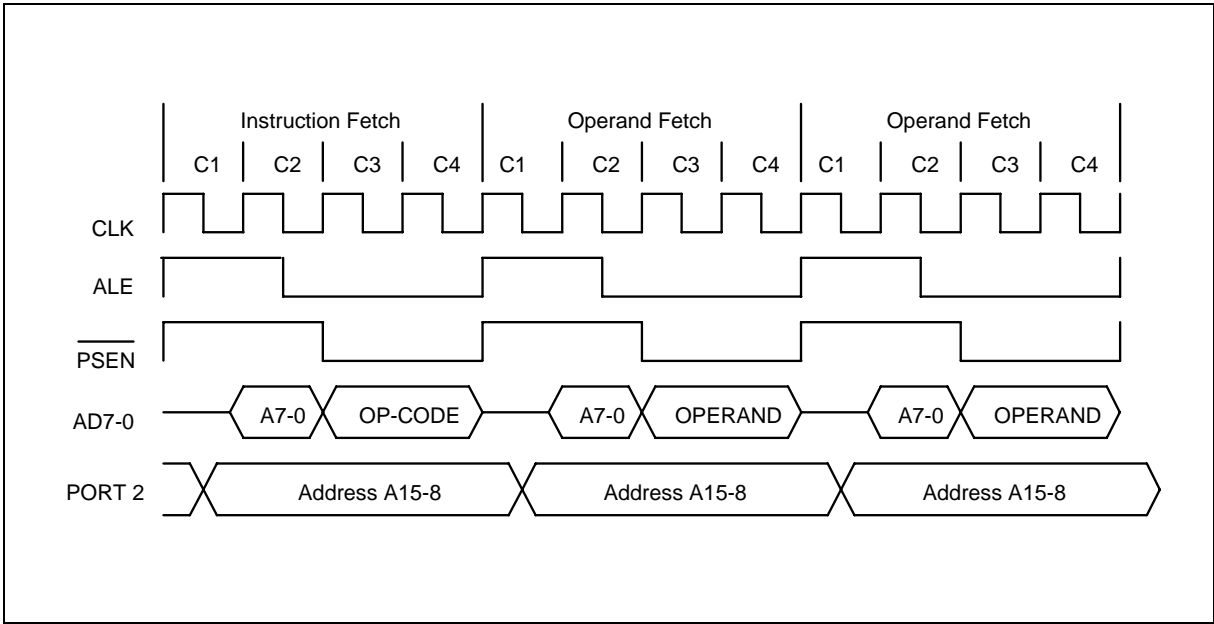 Instruction Fetch Operand Fetch Operand Fetch
C1 C2 C3 C4 C1 C2 C3 C4 C1 C2 C3 C4
CLK
ALE
PSEN
AD7-0 A7-0 OP-CODE A7-0 OPERAND A7-0 OPERAND
PORT 2 Address A15-8 Address A15-8 Address A15-8